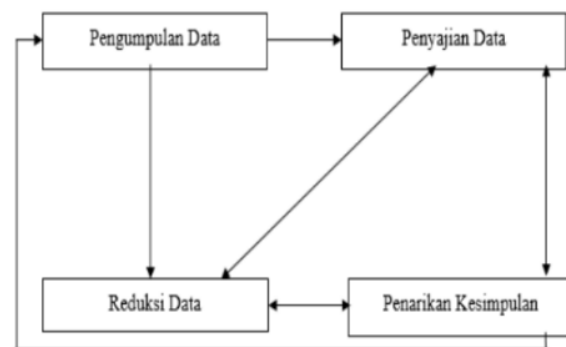 Pengumpulan Data
Penyajian Data
Reduksi Data
Penarikan Kesimpulan